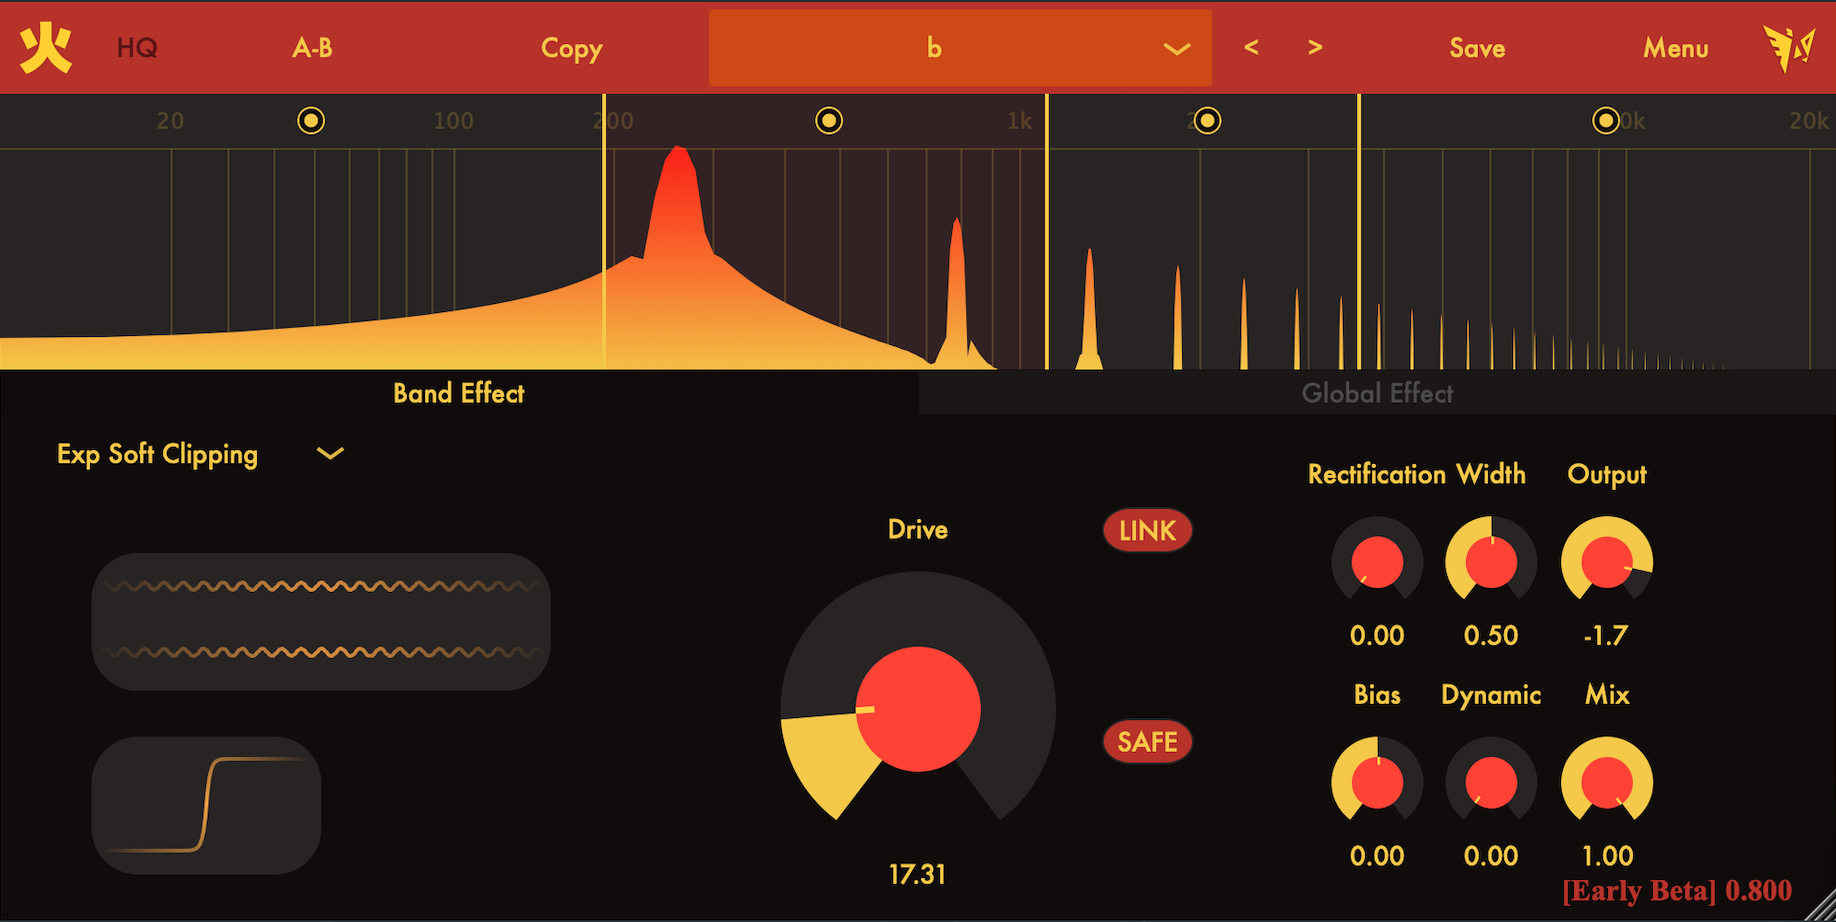 火 HQ A-B Copy b < > Save Menu
20 100 200 1k 20k
Band Effect Global Effect
Exp Soft Clipping
Rectification Width Output
Drive LINK
0.00 0.50 -1.7
Bias Dynamic Mix
SAFE
0.00 0.00 1.00
17.31
[Early Beta] 0.800